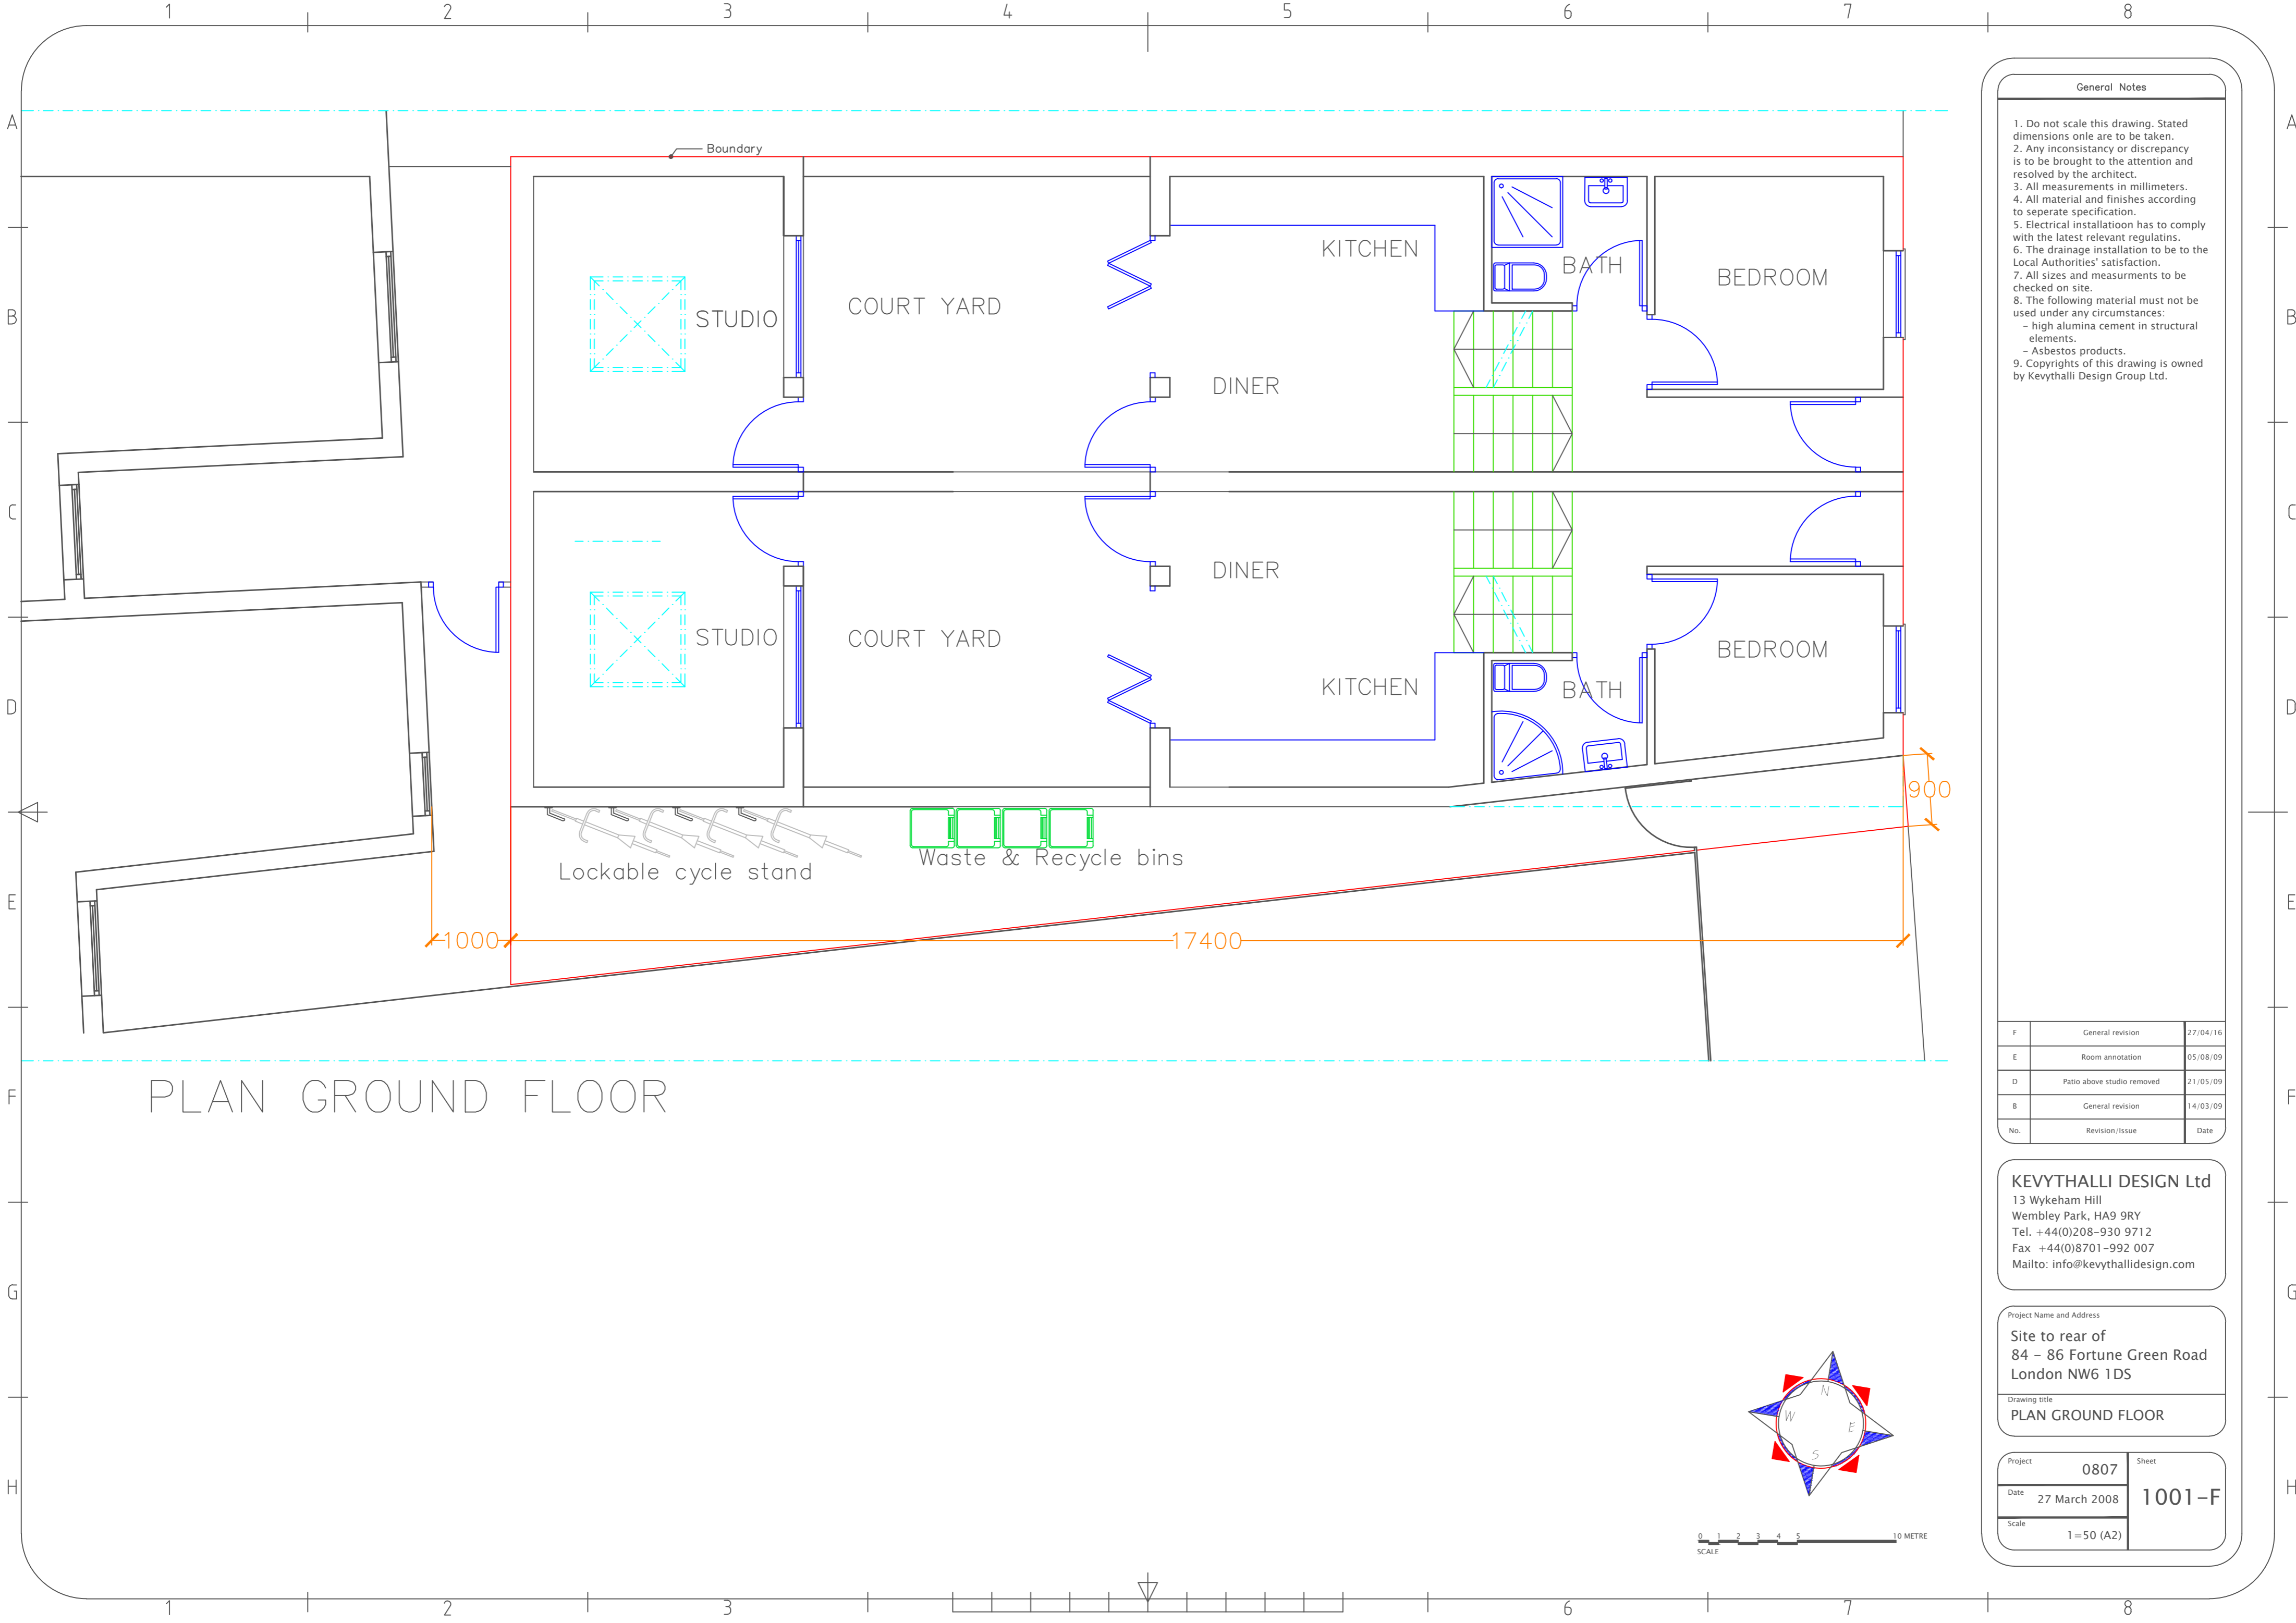 1 2 3 4 5 6 7 8
A A
B B
C C
D D
E E
F F
G G
H H
Boundary
KITCHEN
BATH
BEDROOM
STUDIO
COURT YARD
DINER
DINER
STUDIO
COURT YARD
BEDROOM
KITCHEN
BATH
900
Lockable cycle stand
Waste & Recycle bins
1000
17400
PLAN GROUND FLOOR
N
W
E
S
0 1 2 3 4 5 10 METRE
SCALE
1 2 3 6 7 8
General Notes
1. Do not scale this drawing. Stated
dimensions onle are to be taken.
2. Any inconsistancy or discrepancy
is to be brought to the attention and
resolved by the architect.
3. All measurements in millimeters.
4. All material and finishes according
to seperate specification.
5. Electrical installatioon has to comply
with the latest relevant regulatins.
6. The drainage installation to be to the
Local Authorities' satisfaction.
7. All sizes and measurments to be
checked on site.
8. The following material must not be
used under any circumstances:
- high alumina cement in structural
elements.
- Asbestos products.
9. Copyrights of this drawing is owned
by Kevythalli Design Group Ltd.
F General revision 27/04/16
E Room annotation 05/08/09
D Patio above studio removed 21/05/09
B General revision 14/03/09
No. Revision/Issue Date
KEVYTHALLI DESIGN Ltd
13 Wykeham Hill
Wembley Park, HA9 9RY
Tel. +44(0)208-930 9712
Fax +44(0)8701-992 007
Mailto: info@kevythallidesign.com
Project Name and Address
Site to rear of
84 - 86 Fortune Green Road
London NW6 1DS
Drawing title
PLAN GROUND FLOOR
Project 0807
Sheet
1001-F
Date 27 March 2008
Scale 1=50 (A2)